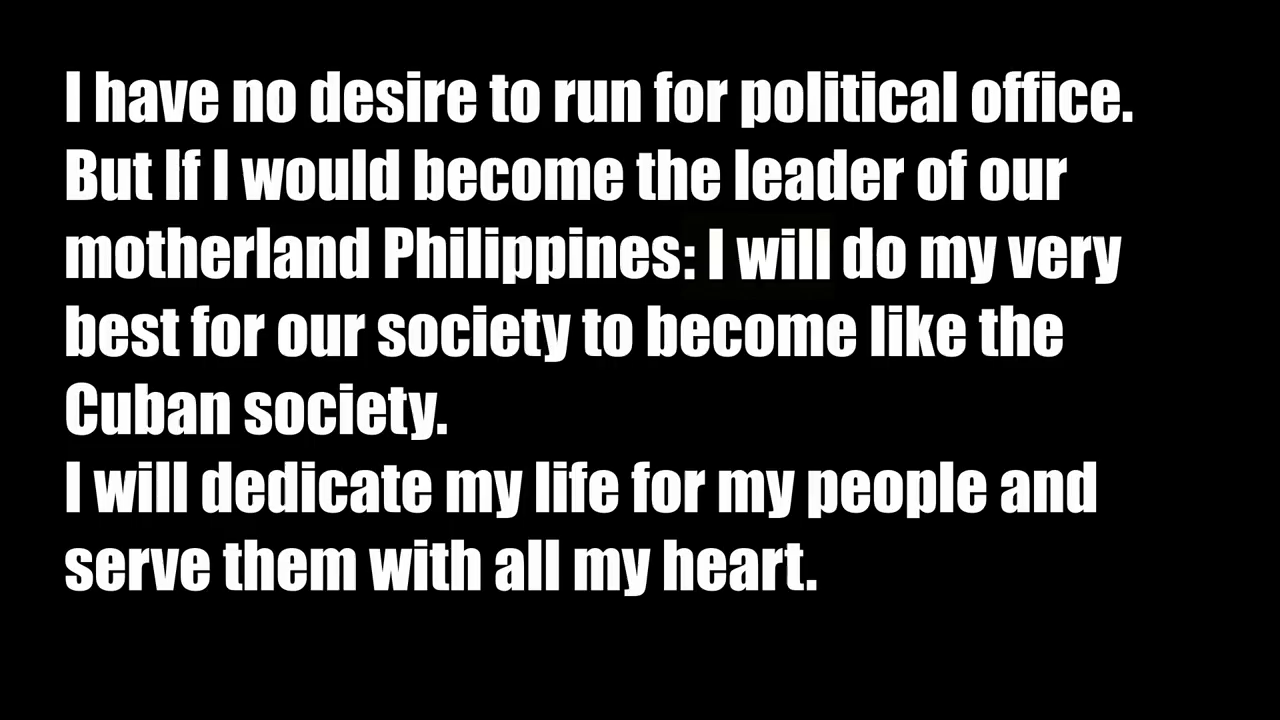 I have no desire to run for political office.
But If I would become the leader of our
motherland Philippines: I will do my very
best for our society to become like the
Cuban society.
I will dedicate my life for my people and
serve them with all my heart.